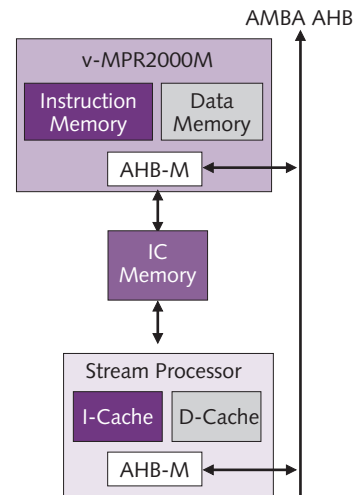 AMBA AHB
v-MPR2000M
Instruction
Memory
Data
Memory
AHB-M
IC
Memory
Stream Processor
I-Cache
D-Cache
AHB-M